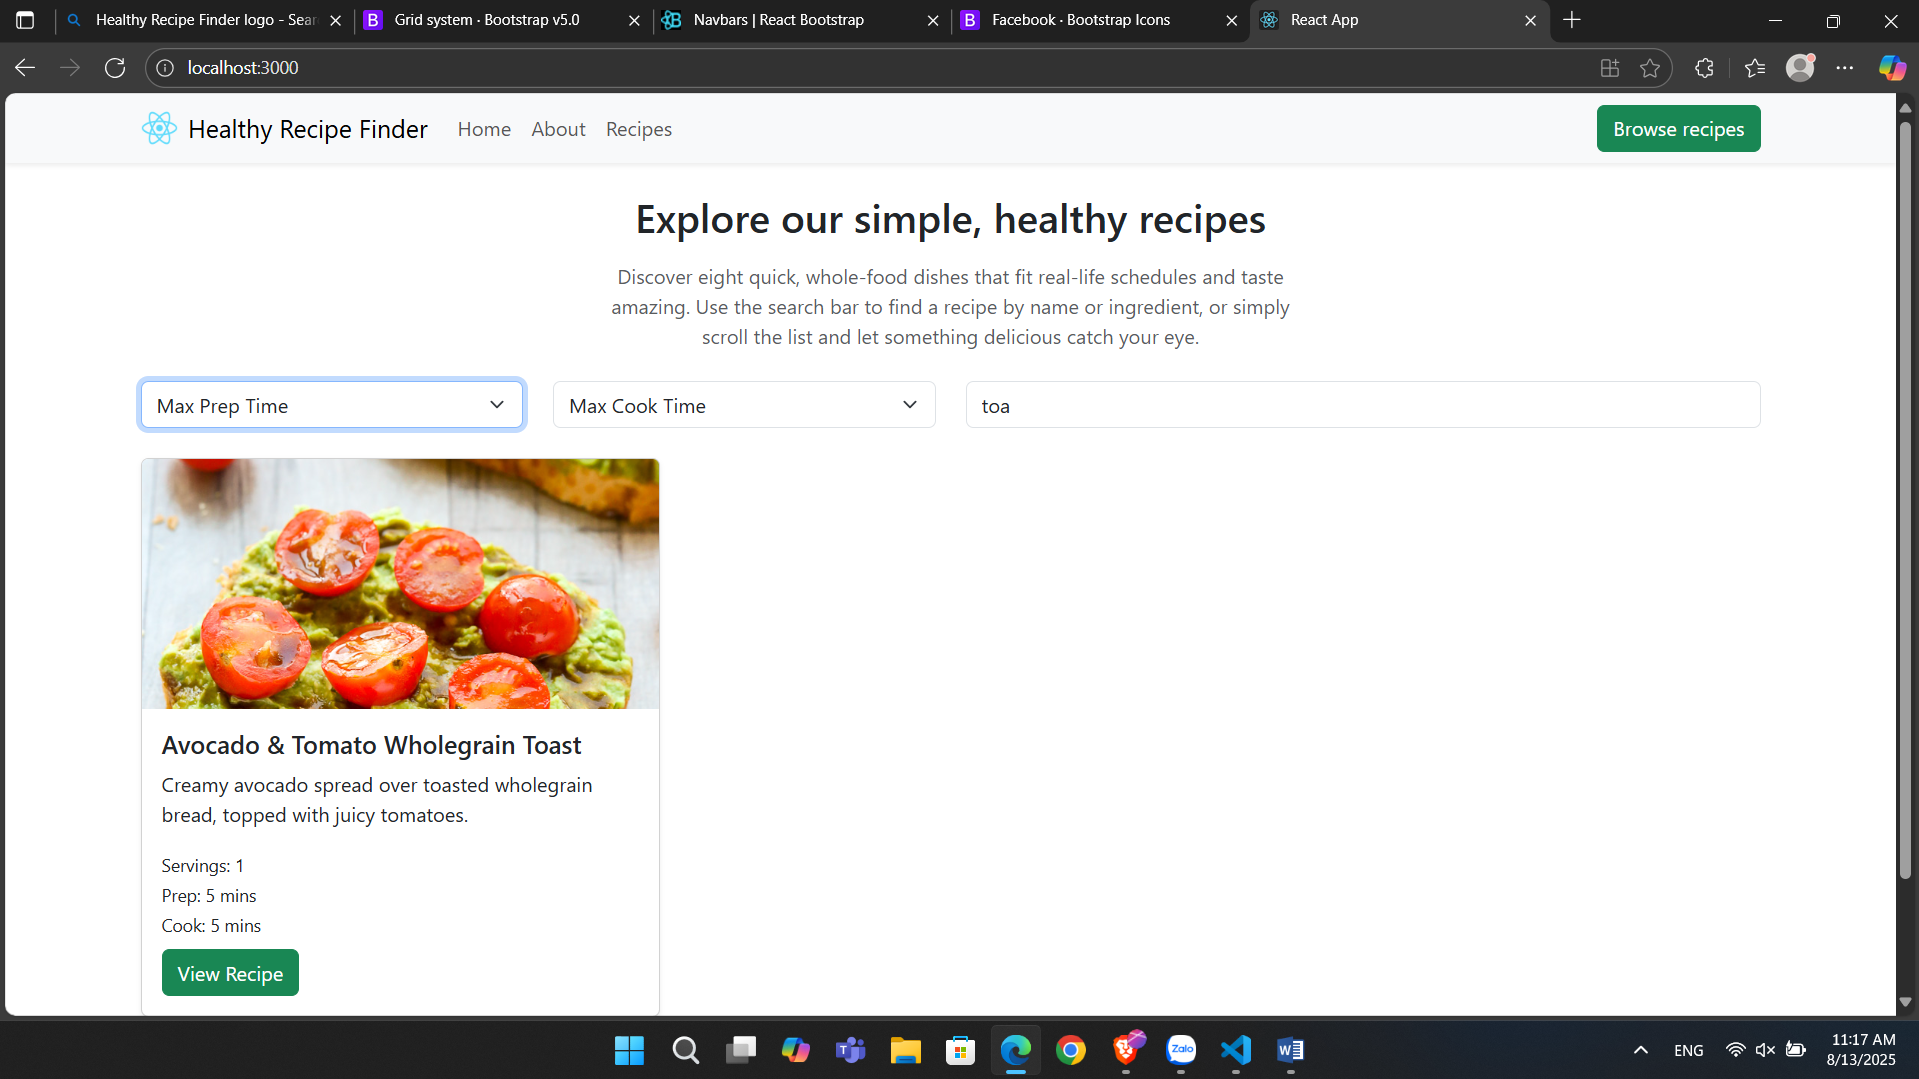 Healthy Recipe Finder logo - Sear
Grid system · Bootstrap v5.0
Navbars | React Bootstrap
Facebook · Bootstrap Icons
React App
localhost:3000
Healthy Recipe Finder
Home
About
Recipes
Browse recipes
Explore our simple, healthy recipes
Discover eight quick, whole-food dishes that fit real-life schedules and taste
amazing. Use the search bar to find a recipe by name or ingredient, or simply
scroll the list and let something delicious catch your eye.
Max Prep Time
Max Cook Time
toa
Avocado & Tomato Wholegrain Toast
Creamy avocado spread over toasted wholegrain
bread, topped with juicy tomatoes.
Servings: 1
Prep: 5 mins
Cook: 5 mins
View Recipe
Zalo
ENG
11:17 AM
8/13/2025